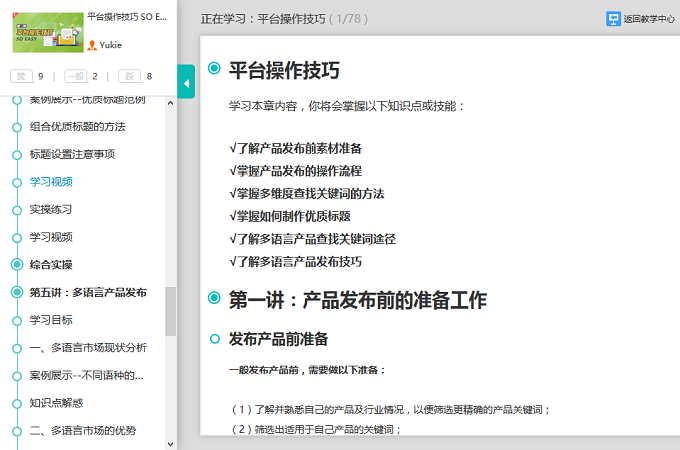 平台操作技巧 SO E...
第一期
平台操作技巧
SO EASY
Yukie
赞 9 | 一般 2 | 踩 8
案例展示--优质标题范例
组合优质标题的方法
标题设置注意事项
学习视频
实操练习
学习视频
综合实操
第五讲：多语言产品发布
学习目标
一、多语言市场现状分析
案例展示--不同语种的...
知识点解惑
二、多语言市场的优势
正在学习：平台操作技巧 ( 1/78 )
返回教学中心
平台操作技巧
学习本章内容，你将会掌握以下知识点或技能：
√了解产品发布前素材准备
√掌握产品发布的操作流程
√掌握多维度查找关键词的方法
√掌握如何制作优质标题
√了解多语言产品查找关键词途径
√了解多语言产品发布技巧
第一讲：产品发布前的准备工作
发布产品前准备
一般发布产品前，需要做以下准备：
（1）了解并熟悉自己的产品及行业情况，以便筛选更精确的产品关键词；
（2）筛选出适用于自己产品的关键词；